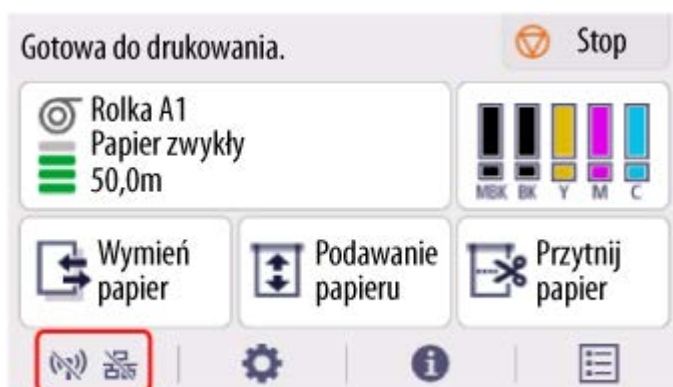 Gotowa do drukowania.
Stop
Rolka A1
Papier zwykły
50,0m
MBK BK Y M C
Wymień
papier
Podawanie
papieru
Przytnij
papier